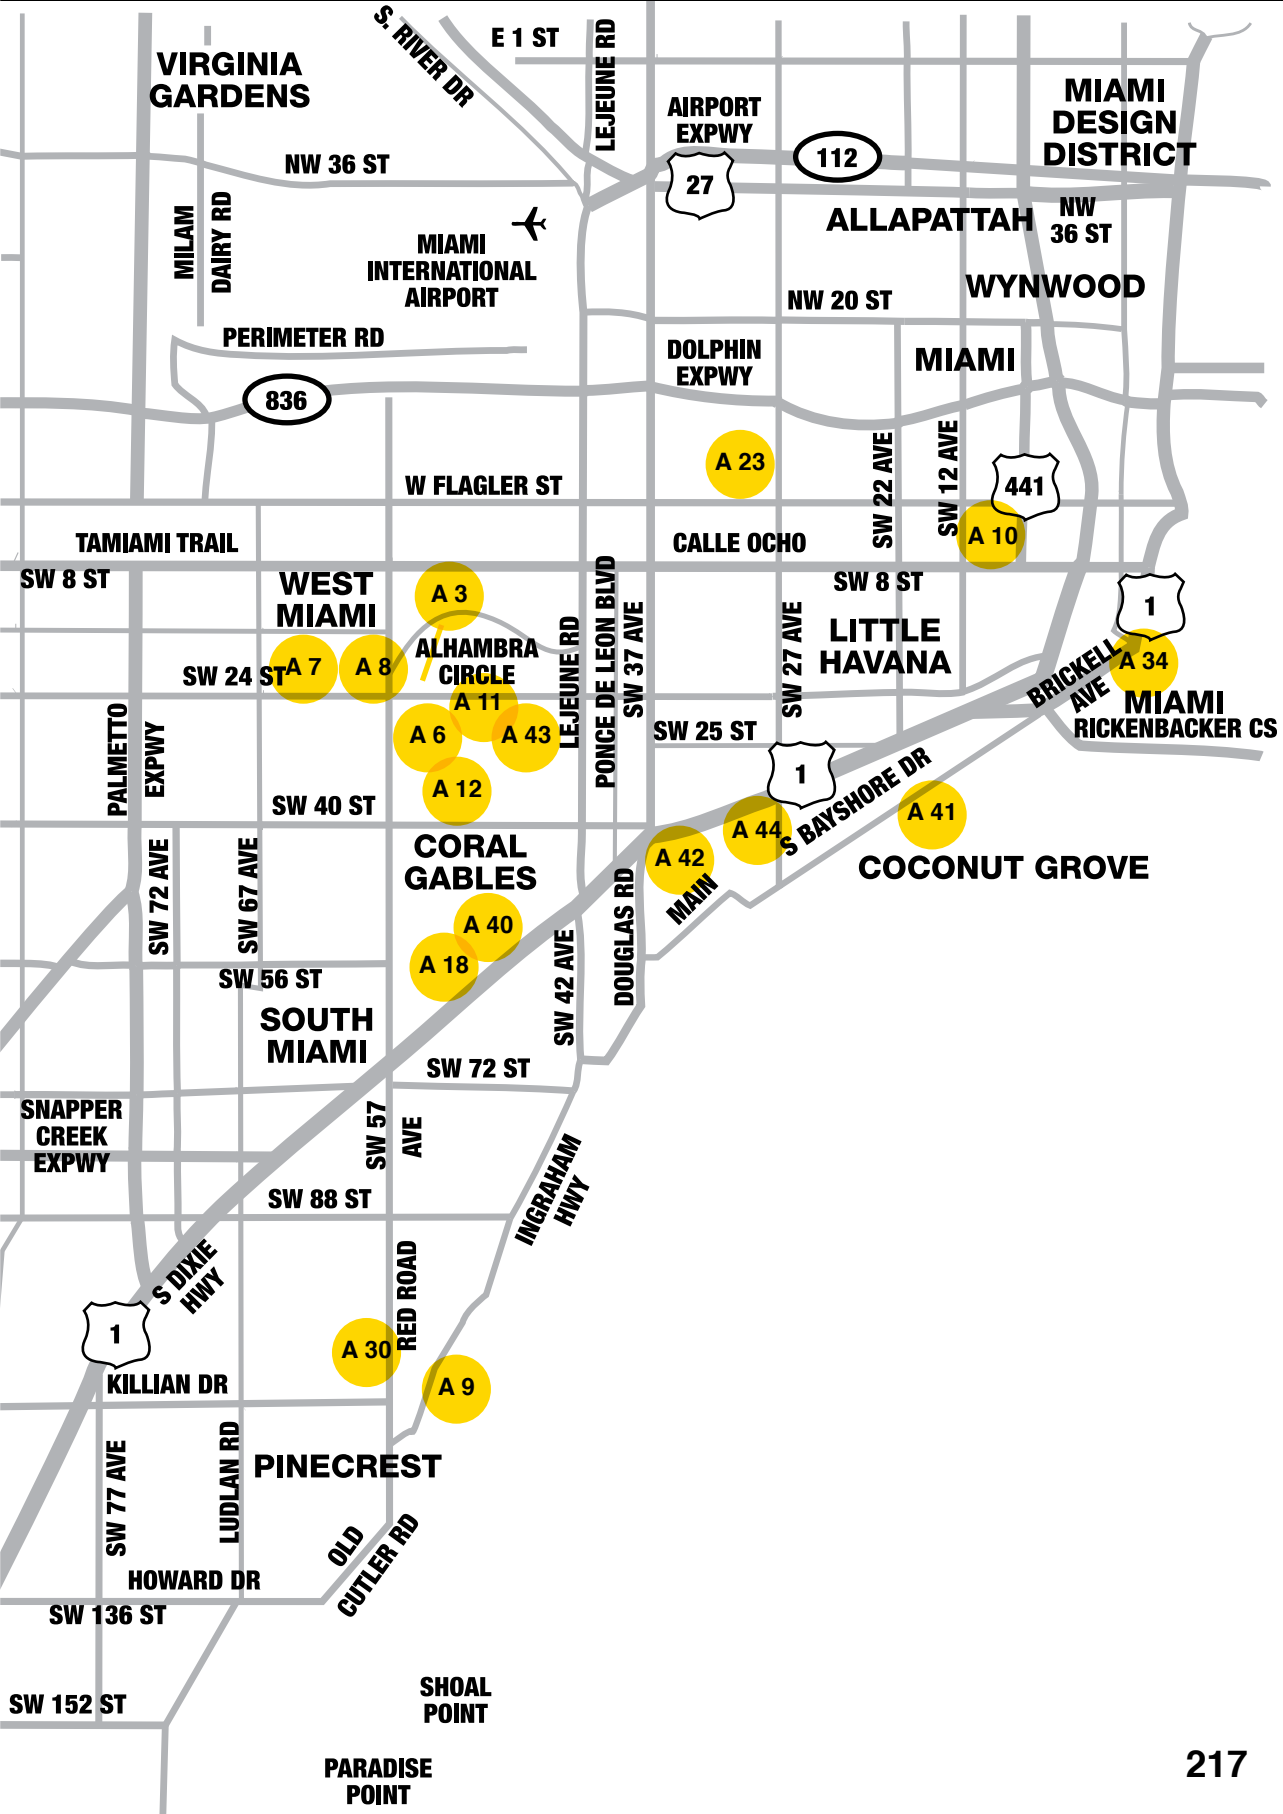 S. RIVER DR
E 1 ST
LEJEUNE RD
VIRGINIA
GARDENS
AIRPORT
EXPWY
MIAMI
DESIGN
DISTRICT
112
27
NW 36 ST
MILAM
DAIRY RD
MIAMI
INTERNATIONAL
AIRPORT
ALLAPATTAH
NW
36 ST
WYNWOOD
NW 20 ST
PERIMETER RD
DOLPHIN
EXPWY
MIAMI
836
A 23
SW 22 AVE
SW 12 AVE
441
W FLAGLER ST
A 10
TAMIAMI TRAIL
CALLE OCHO
SW 8 ST
SW 8 ST
WEST
MIAMI
A 3
1
PONCE DE LEON BLVD
SW 37 AVE
SW 27 AVE
LITTLE
HAVANA
LEJEUNE RD
ALHAMBRA
CIRCLE
SW 24 ST
A 7
A 8
BRICKELL
AVE
A 34
MIAMI
RICKENBACKER CS
A 11
A 6
A 43
SW 25 ST
PALMETTO
EXPWY
1
A 12
SW 40 ST
S BAYSHORE DR
A 41
A 44
CORAL
GABLES
A 42
MAIN
COCONUT GROVE
SW 72 AVE
SW 67 AVE
DOUGLAS RD
A 40
A 18
SW 42 AVE
SW 56 ST
SOUTH
MIAMI
SW 72 ST
SNAPPER
CREEK
EXPWY
SW 57
AVE
INGRAHAM
HWY
SW 88 ST
S DIXIE
HWY
RED ROAD
1
A 30
A 9
KILLIAN DR
SW 77 AVE
LUDLAN RD
PINECREST
OLD
CUTLER RD
HOWARD DR
SW 136 ST
SHOAL
POINT
SW 152 ST
PARADISE
POINT
217